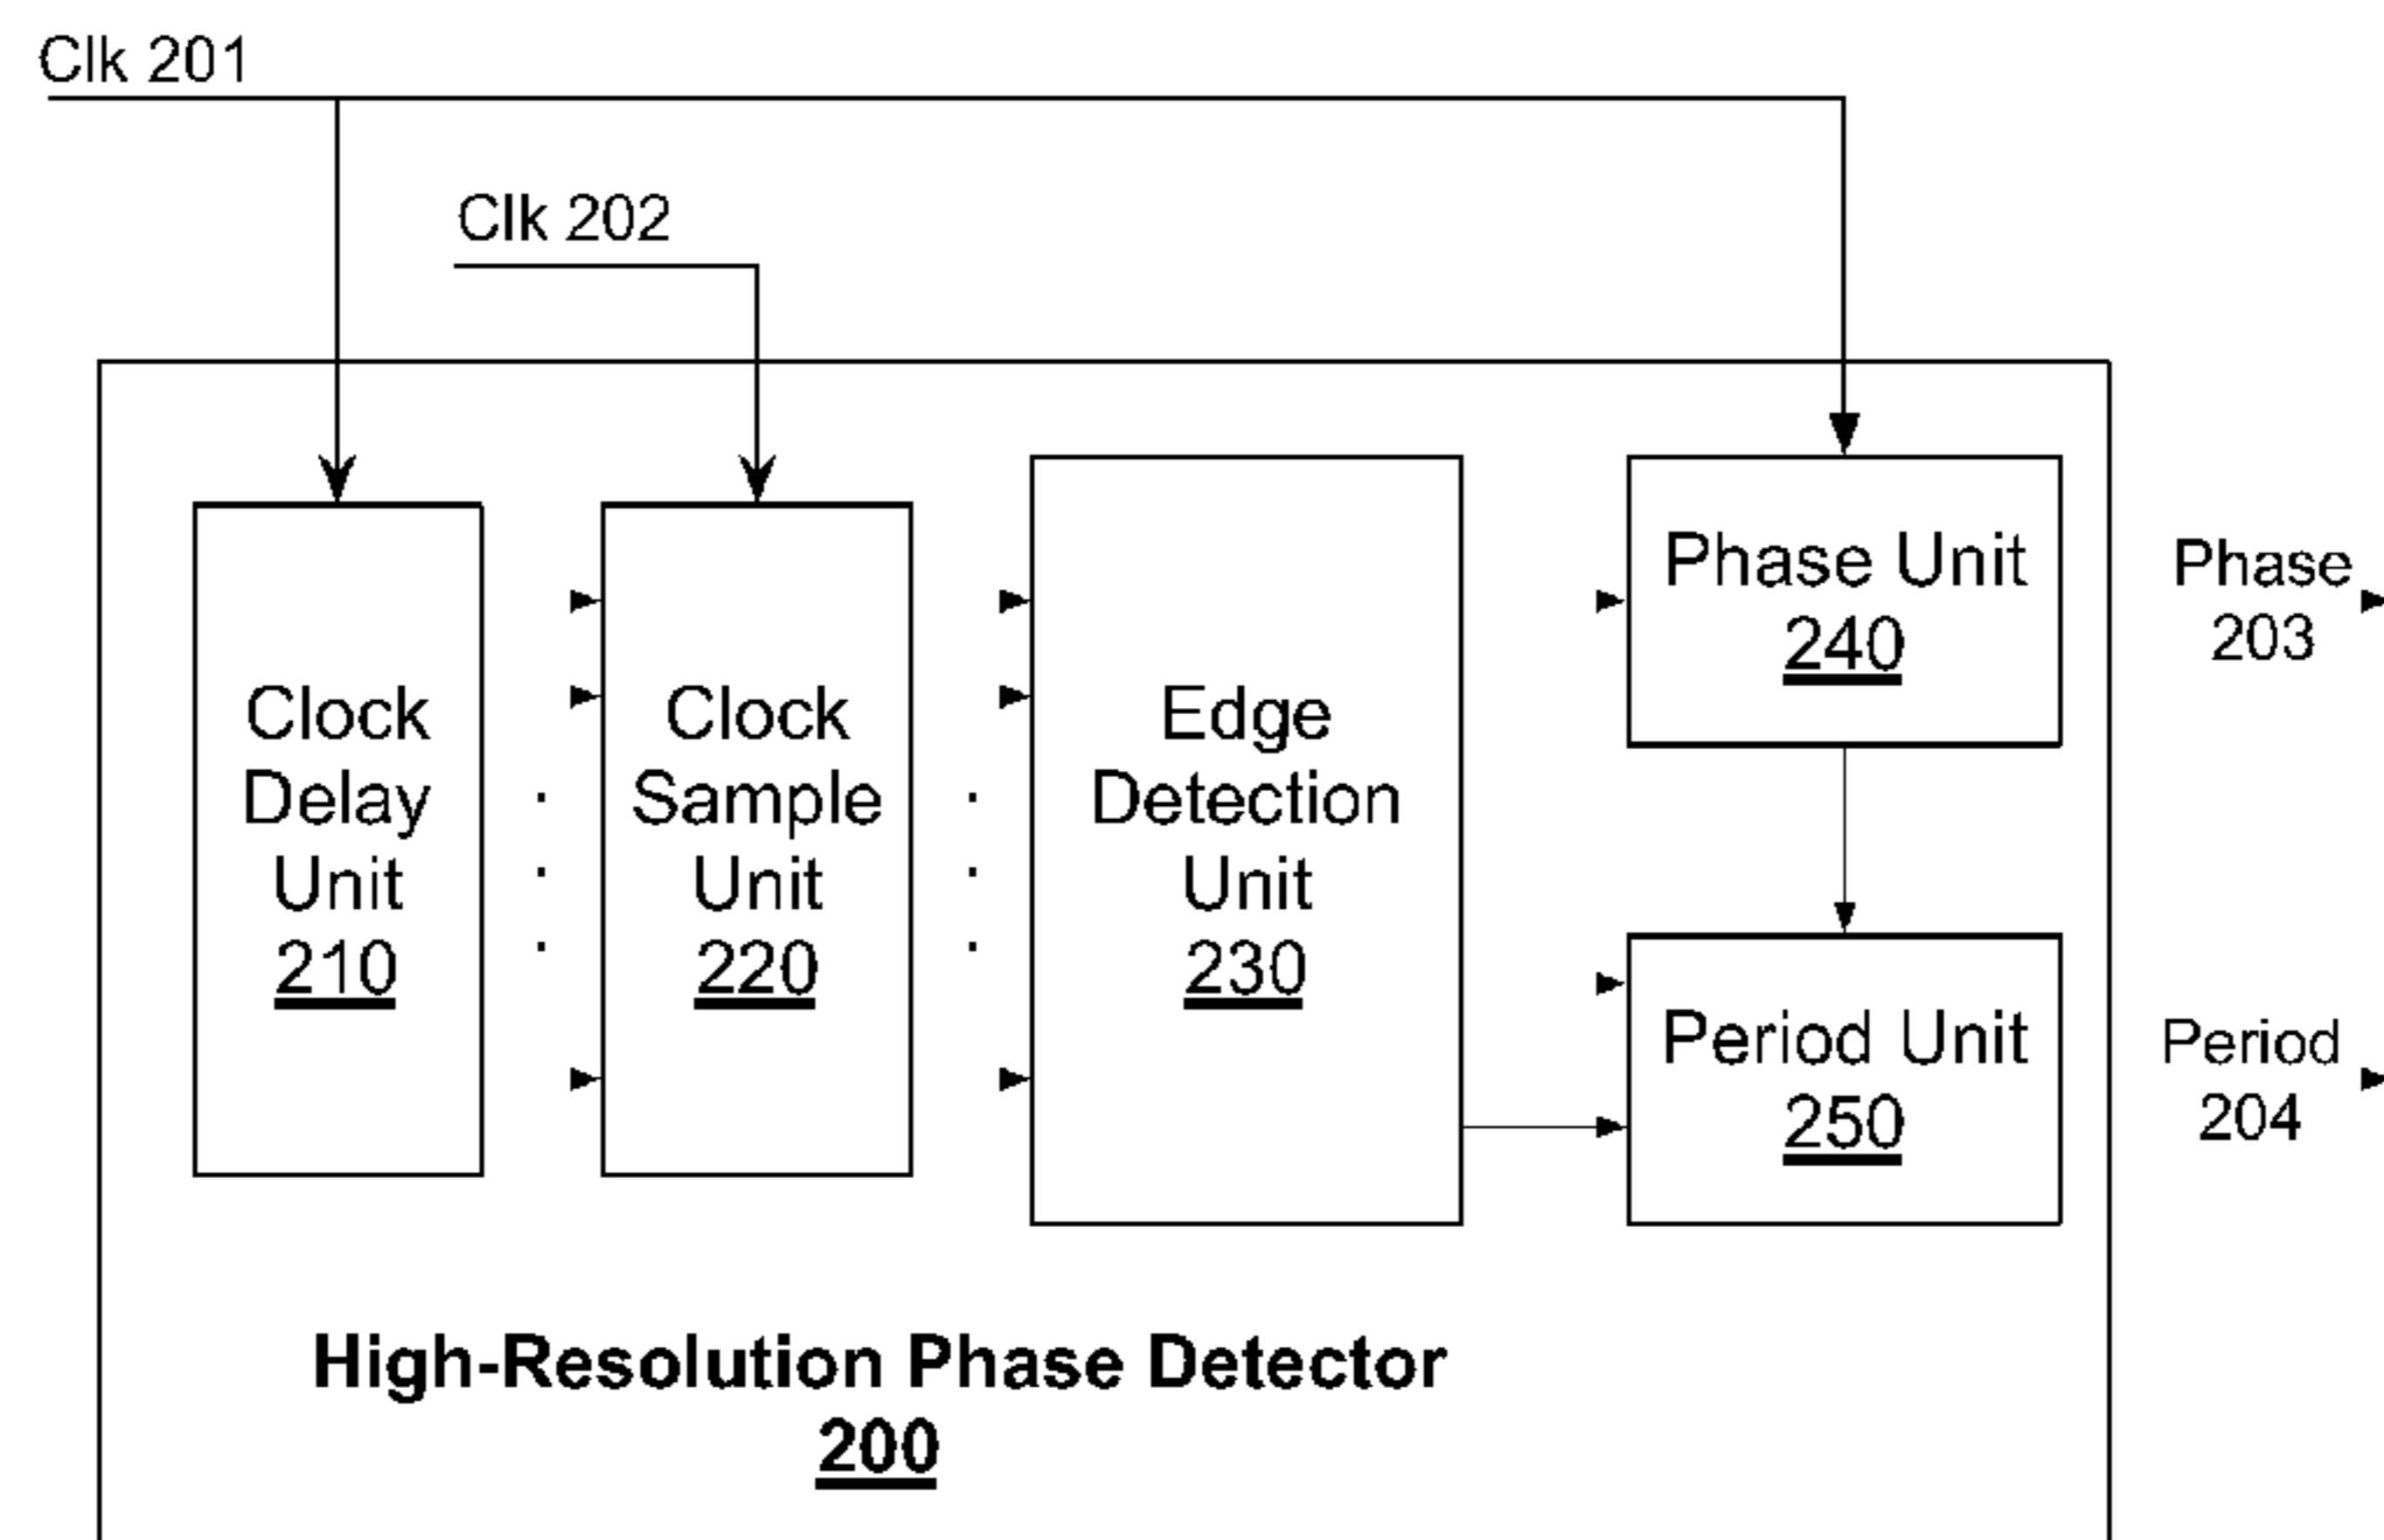 Clk 201
Clk 202
Clock
Delay
Unit
210
Clock
Sample
Unit
220
Edge
Detection
Unit
230
Phase Unit
240
Period Unit
250
Phase
203
Period
204
High-Resolution Phase Detector
200